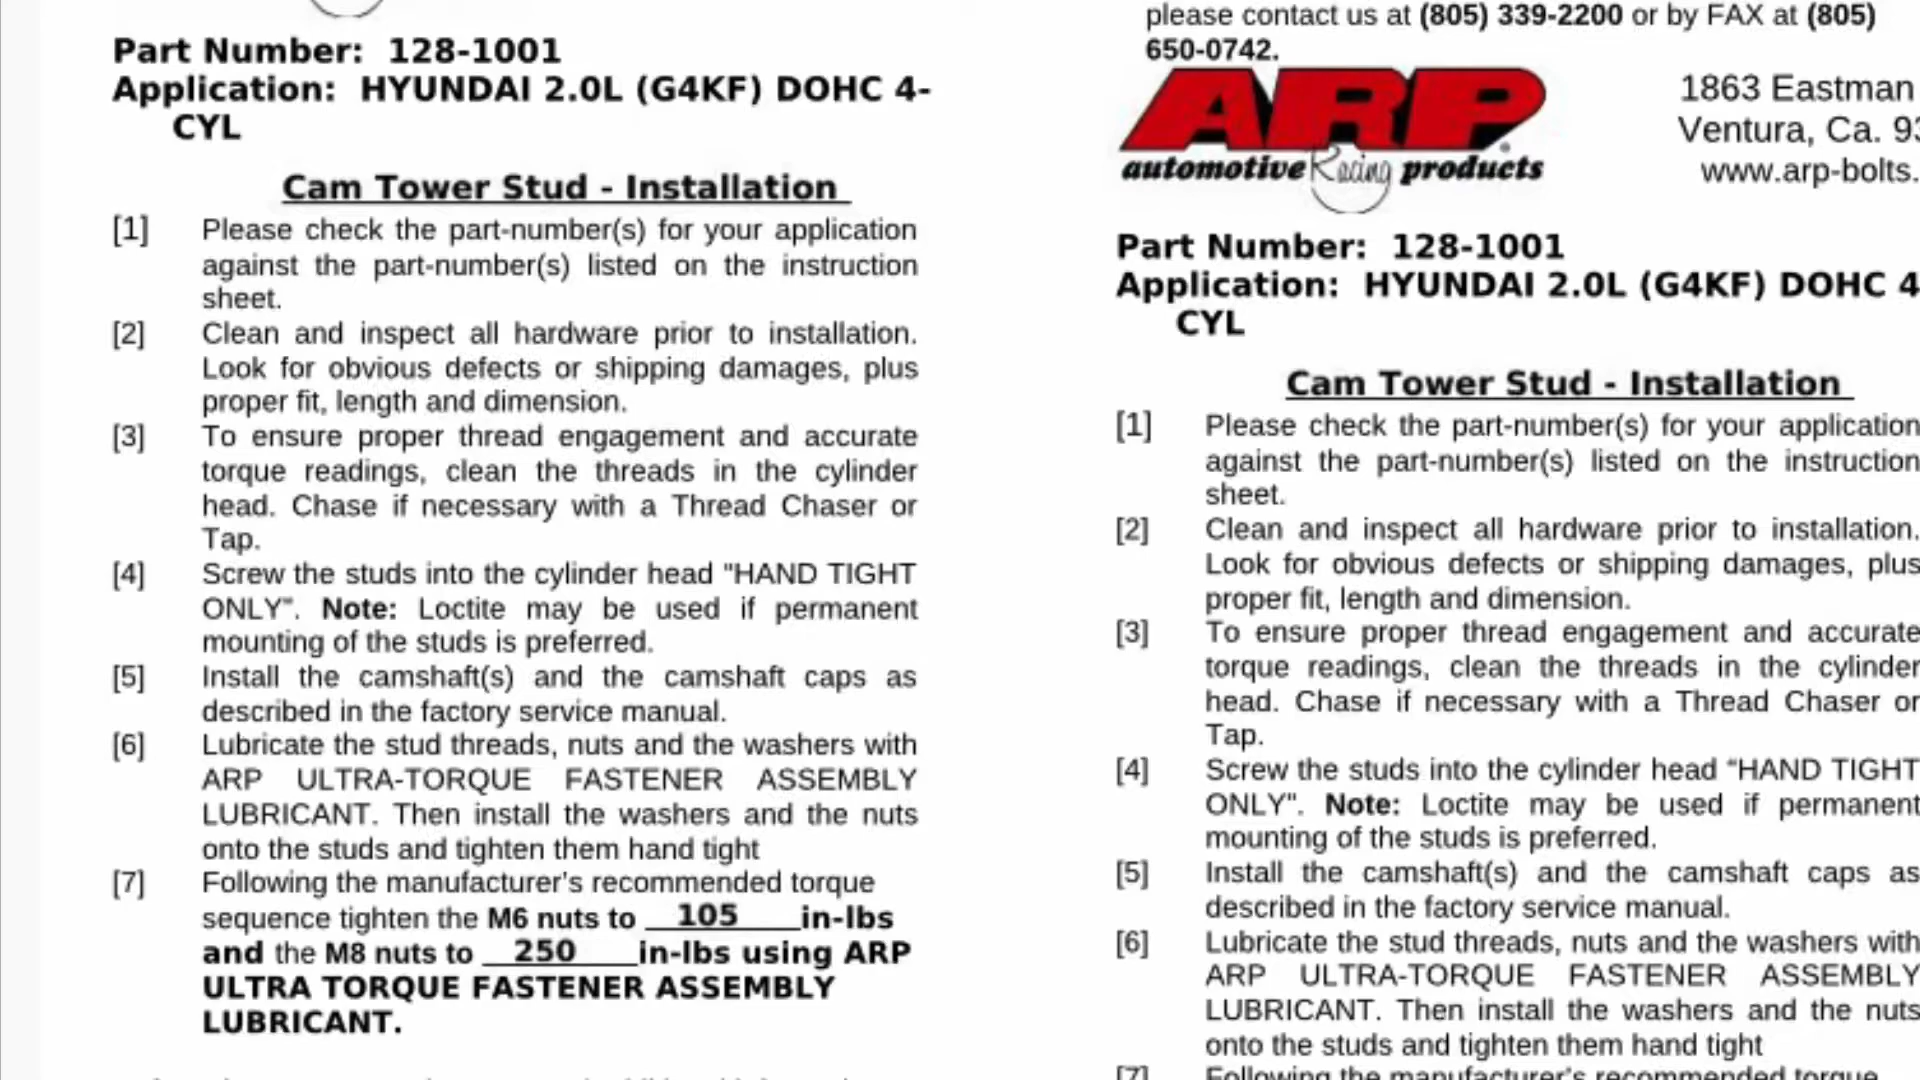 Part Number: 128-1001
Application: HYUNDAI 2.0L (G4KF) DOHC 4-
CYL
Cam Tower Stud - Installation
[1] Please check the part-number(s) for your application
against the part-number(s) listed on the instruction
sheet.
[2] Clean and inspect all hardware prior to installation.
Look for obvious defects or shipping damages, plus
proper fit, length and dimension.
[3] To ensure proper thread engagement and accurate
torque readings, clean the threads in the cylinder
head. Chase if necessary with a Thread Chaser or
Tap.
[4] Screw the studs into the cylinder head "HAND TIGHT
ONLY". Note: Loctite may be used if permanent
mounting of the studs is preferred.
[5] Install the camshaft(s) and the camshaft caps as
described in the factory service manual.
[6] Lubricate the stud threads, nuts and the washers with
ARP ULTRA-TORQUE FASTENER ASSEMBLY
LUBRICANT. Then install the washers and the nuts
onto the studs and tighten them hand tight
[7] Following the manufacturer's recommended torque
sequence tighten the M6 nuts to 105 in-lbs
and the M8 nuts to 250 in-lbs using ARP
ULTRA TORQUE FASTENER ASSEMBLY
LUBRICANT.
please contact us at (805) 339-2200 or by FAX at (805)
650-0742.
ARP
automotive Racing products
1863 Eastman
Ventura, Ca. 93
www.arp-bolts.
Part Number: 128-1001
Application: HYUNDAI 2.0L (G4KF) DOHC 4
CYL
Cam Tower Stud - Installation
[1] Please check the part-number(s) for your application
against the part-number(s) listed on the instruction
sheet.
[2] Clean and inspect all hardware prior to installation.
Look for obvious defects or shipping damages, plus
proper fit, length and dimension.
[3] To ensure proper thread engagement and accurate
torque readings, clean the threads in the cylinder
head. Chase if necessary with a Thread Chaser or
Tap.
[4] Screw the studs into the cylinder head "HAND TIGHT
ONLY". Note: Loctite may be used if permanent
mounting of the studs is preferred.
[5] Install the camshaft(s) and the camshaft caps as
described in the factory service manual.
[6] Lubricate the stud threads, nuts and the washers with
ARP ULTRA-TORQUE FASTENER ASSEMBLY
LUBRICANT. Then install the washers and the nuts
onto the studs and tighten them hand tight
[7] Following the manufacturer's recommended torque